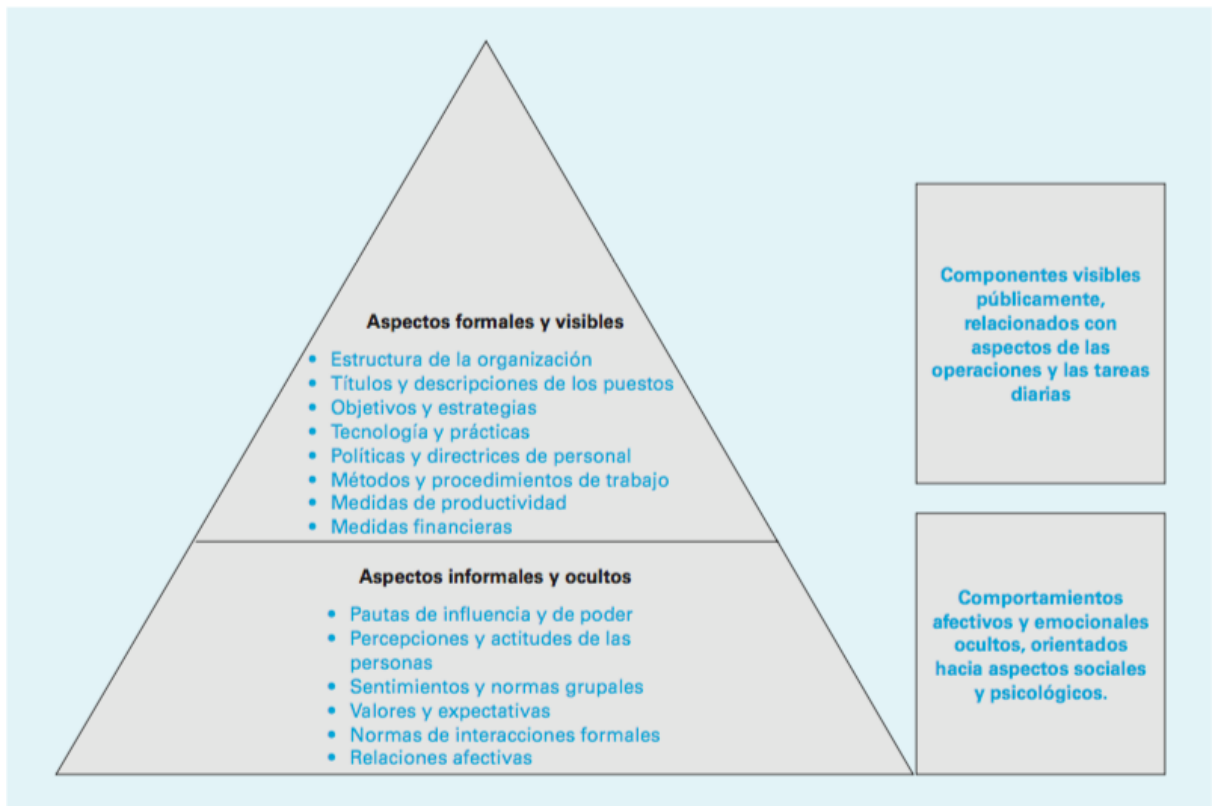 Aspectos formales y visibles
• Estructura de la organización
• Títulos y descripciones de los puestos
• Objetivos y estrategias
• Tecnología y prácticas
• Políticas y directrices de personal
• Métodos y procedimientos de trabajo
• Medidas de productividad
• Medidas financieras
Aspectos informales y ocultos
• Pautas de influencia y de poder
• Percepciones y actitudes de las
personas
• Sentimientos y normas grupales
• Valores y expectativas
• Normas de interacciones formales
• Relaciones afectivas
Componentes visibles
públicamente,
relacionados con
aspectos de las
operaciones y las tareas
diarias
Comportamientos
afectivos y emocionales
ocultos, orientados
hacia aspectos sociales
y psicológicos.